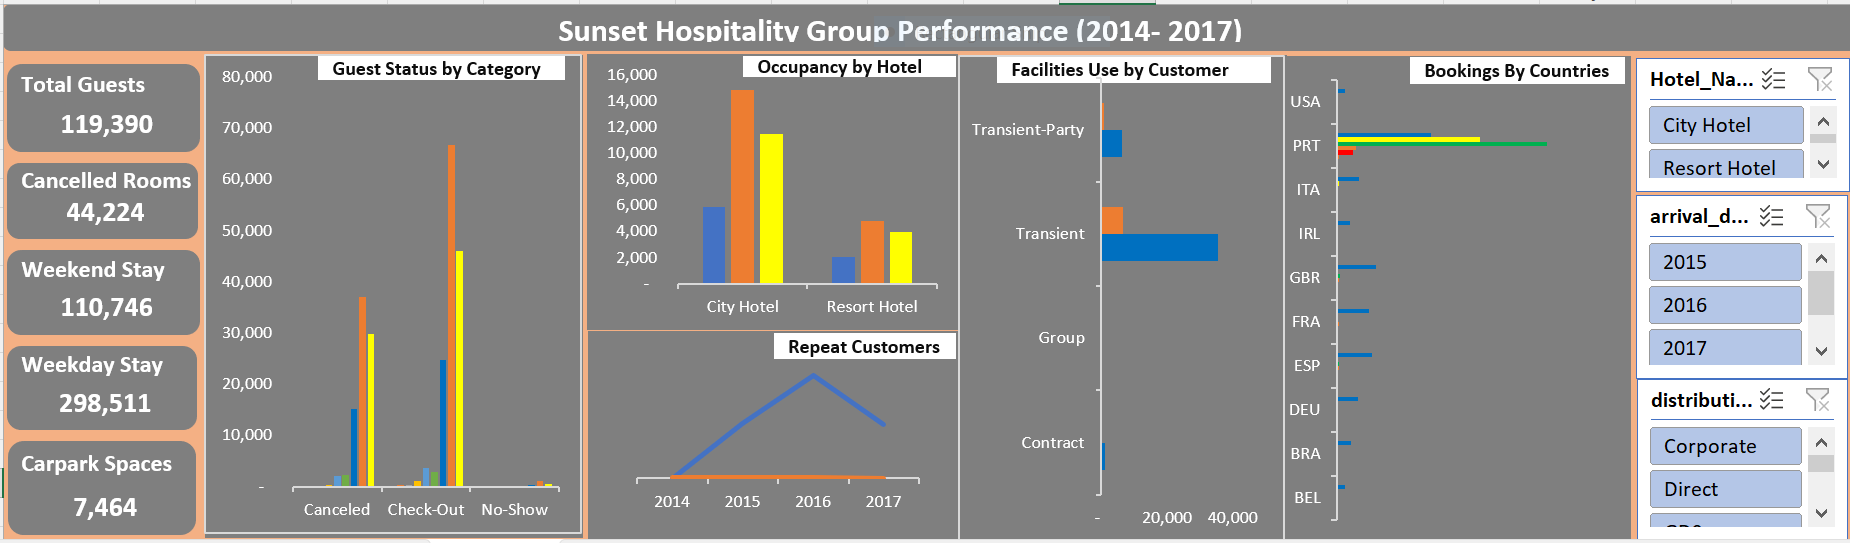 Sunset Hospitality Group Performance (2014- 2017)
Total Guests
119,390
Cancelled Rooms
44,224
Weekend Stay
110,746
Weekday Stay
298,511
Carpark Spaces
7,464
Guest Status by Category
80,000
70,000
60,000
50,000
40,000
30,000
20,000
10,000
-
Canceled
Check-Out
No-Show
Occupancy by Hotel
16,000
14,000
12,000
10,000
8,000
6,000
4,000
2,000
-
City Hotel
Resort Hotel
Repeat Customers
2014
2015
2016
2017
Facilities Use by Customer
Transient-Party
Transient
Group
Contract
-
20,000
40,000
Bookings By Countries
USA
PRT
ITA
IRL
GBR
FRA
ESP
DEU
BRA
BEL
Hotel_Na...
City Hotel
Resort Hotel
arrival_d...
2015
2016
2017
distributi...
Corporate
Direct